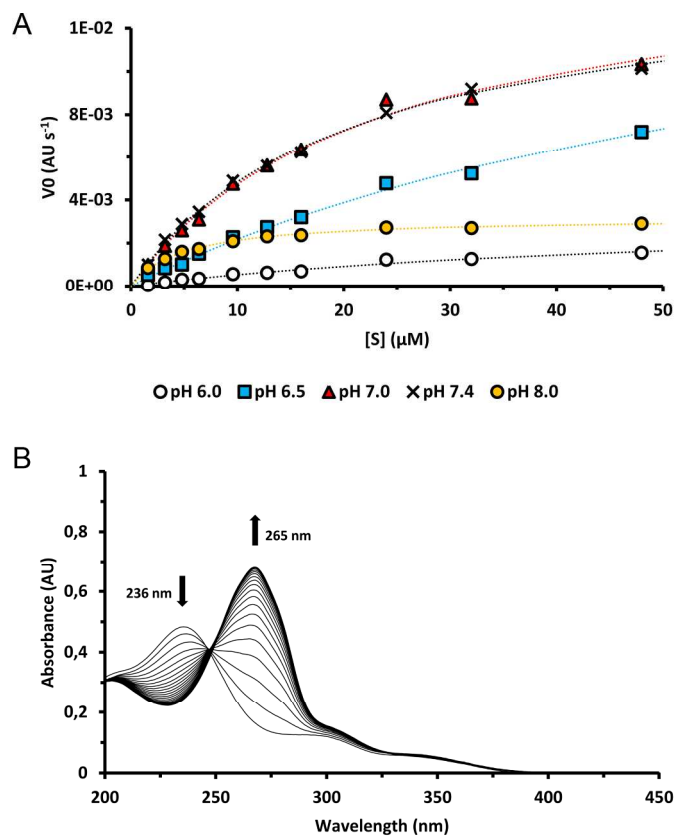 A
V0 (AU s⁻¹)
1E-02
8E-03
4E-03
0E+00
0 10 20 30 40 50
[S] (µM)
pH 6.0 pH 6.5 pH 7.0 pH 7.4 pH 8.0
B
Absorbance (AU)
1
0,8
0,6
0,4
0,2
0
236 nm
265 nm
200 250 300 350 400 450
Wavelength (nm)